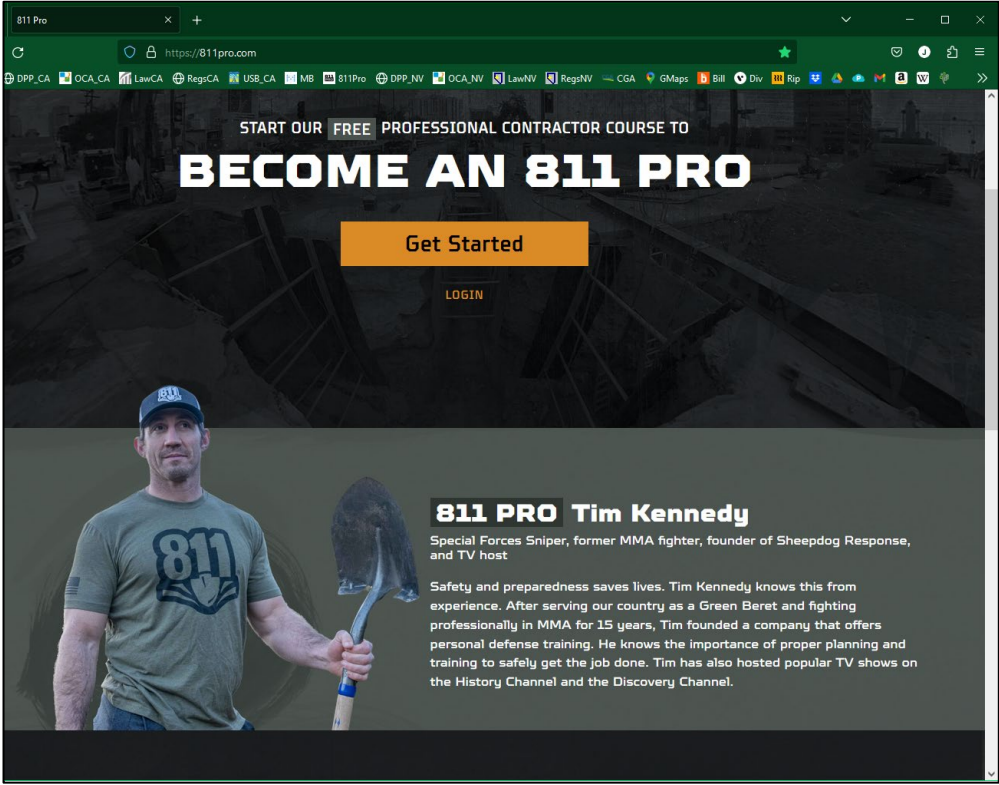 811 Pro
https://811pro.com
DPP_CA OCA_CA LawCA RegsCA USB_CA MB 811Pro DPP_NV OCA_NV LawNV RegsNV CGA GMaps Bill Div Rip
START OUR FREE PROFESSIONAL CONTRACTOR COURSE TO
BECOME AN 811 PRO
Get Started
LOGIN
811
811
811 PRO Tim Kennedy
Special Forces Sniper, former MMA fighter, founder of Sheepdog Response,
and TV host
Safety and preparedness saves lives. Tim Kennedy knows this from
experience. After serving our country as a Green Beret and fighting
professionally in MMA for 15 years, Tim founded a company that offers
personal defense training. He knows the importance of proper planning and
training to safely get the job done. Tim has also hosted popular TV shows on
the History Channel and the Discovery Channel.